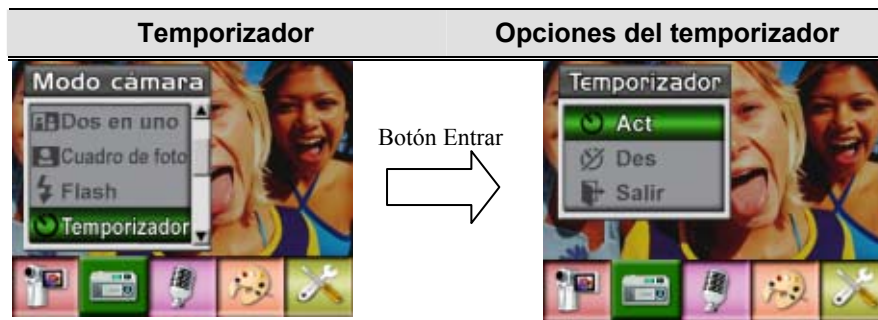 Temporizador
Opciones del temporizador
Modo cámara
Dos en uno
Cuadro de foto
Flash
Temporizador
Botón Entrar
Temporizador
Act
Des
Salir